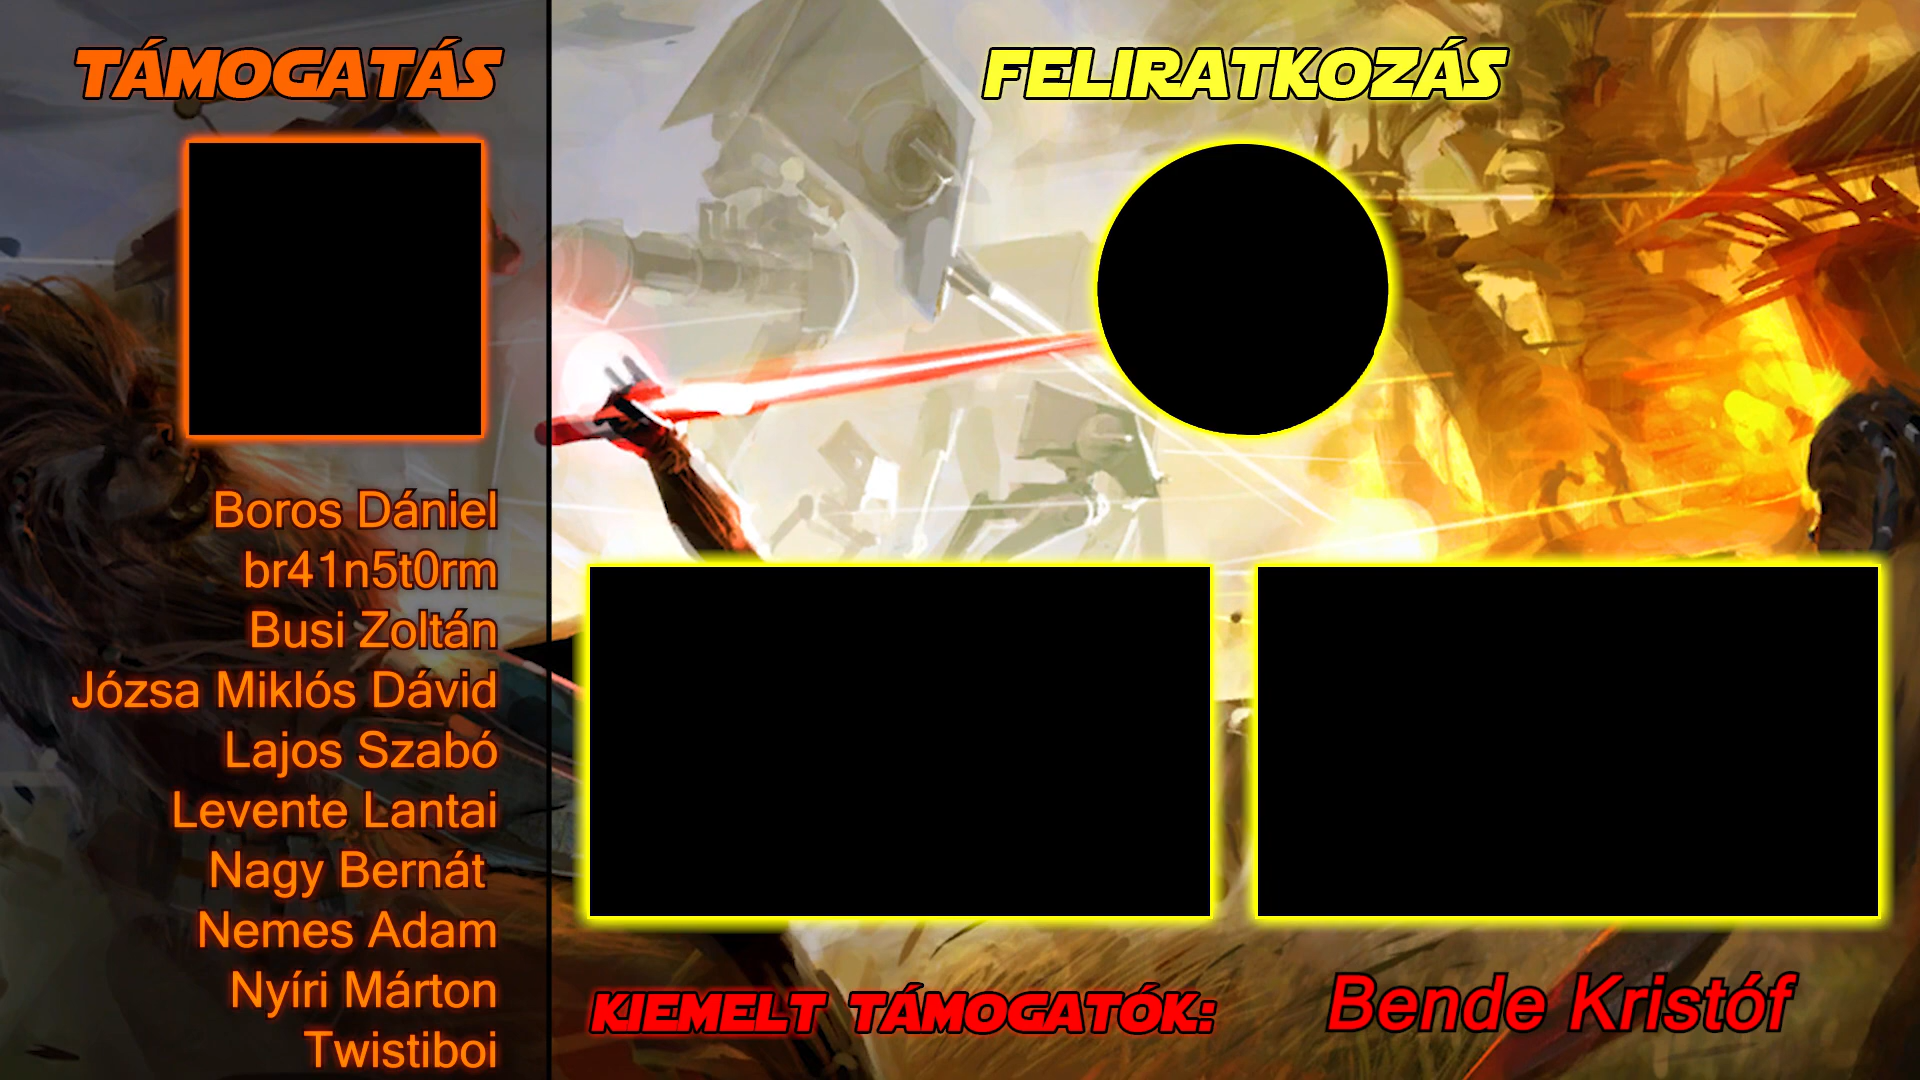 TÁMOGATÁS
Boros Dániel
br41n5t0rm
Busi Zoltán
Józsa Miklós Dávid
Lajos Szabó
Levente Lantai
Nagy Bernát
Nemes Adam
Nyíri Márton
Twistiboi
FELIRATKOZÁS
KIEMELT TÁMOGATÓK:
Bende Kristóf